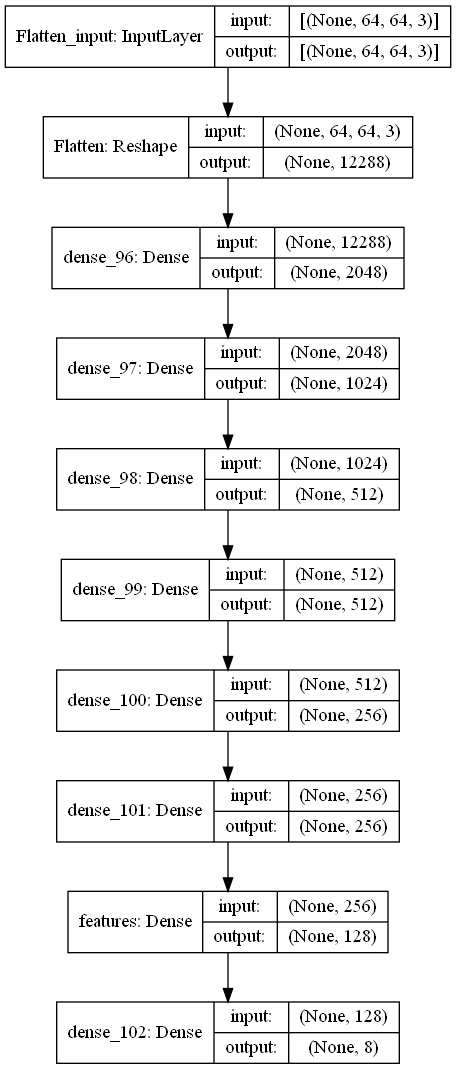 Flatten_input: InputLayer
input:
[(None, 64, 64, 3)]
output:
[(None, 64, 64, 3)]
Flatten: Reshape
input:
(None, 64, 64, 3)
output:
(None, 12288)
dense_96: Dense
input:
(None, 12288)
output:
(None, 2048)
dense_97: Dense
input:
(None, 2048)
output:
(None, 1024)
dense_98: Dense
input:
(None, 1024)
output:
(None, 512)
dense_99: Dense
input:
(None, 512)
output:
(None, 512)
dense_100: Dense
input:
(None, 512)
output:
(None, 256)
dense_101: Dense
input:
(None, 256)
output:
(None, 256)
features: Dense
input:
(None, 256)
output:
(None, 128)
dense_102: Dense
input:
(None, 128)
output:
(None, 8)